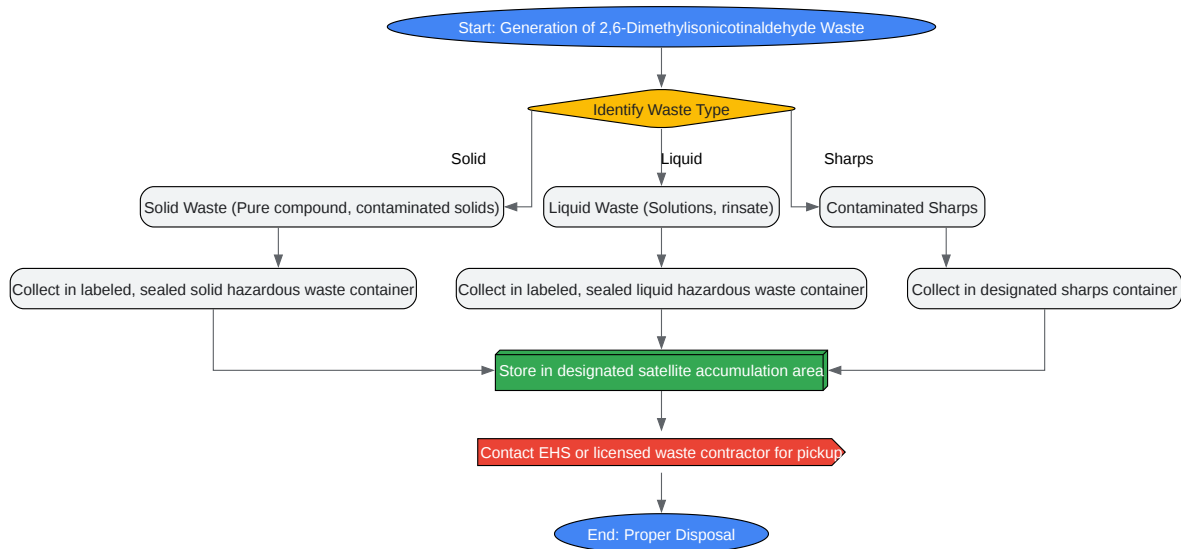 Start: Generation of 2,6-Dimethylisonicotinaldehyde Waste
Identify Waste Type
Solid
Liquid
Sharps
Solid Waste (Pure compound, contaminated solids)
Liquid Waste (Solutions, rinsate)
Contaminated Sharps
Collect in labeled, sealed solid hazardous waste container
Collect in labeled, sealed liquid hazardous waste container
Collect in designated sharps container
Store in designated satellite accumulation area
Contact EHS or licensed waste contractor for pickup
End: Proper Disposal